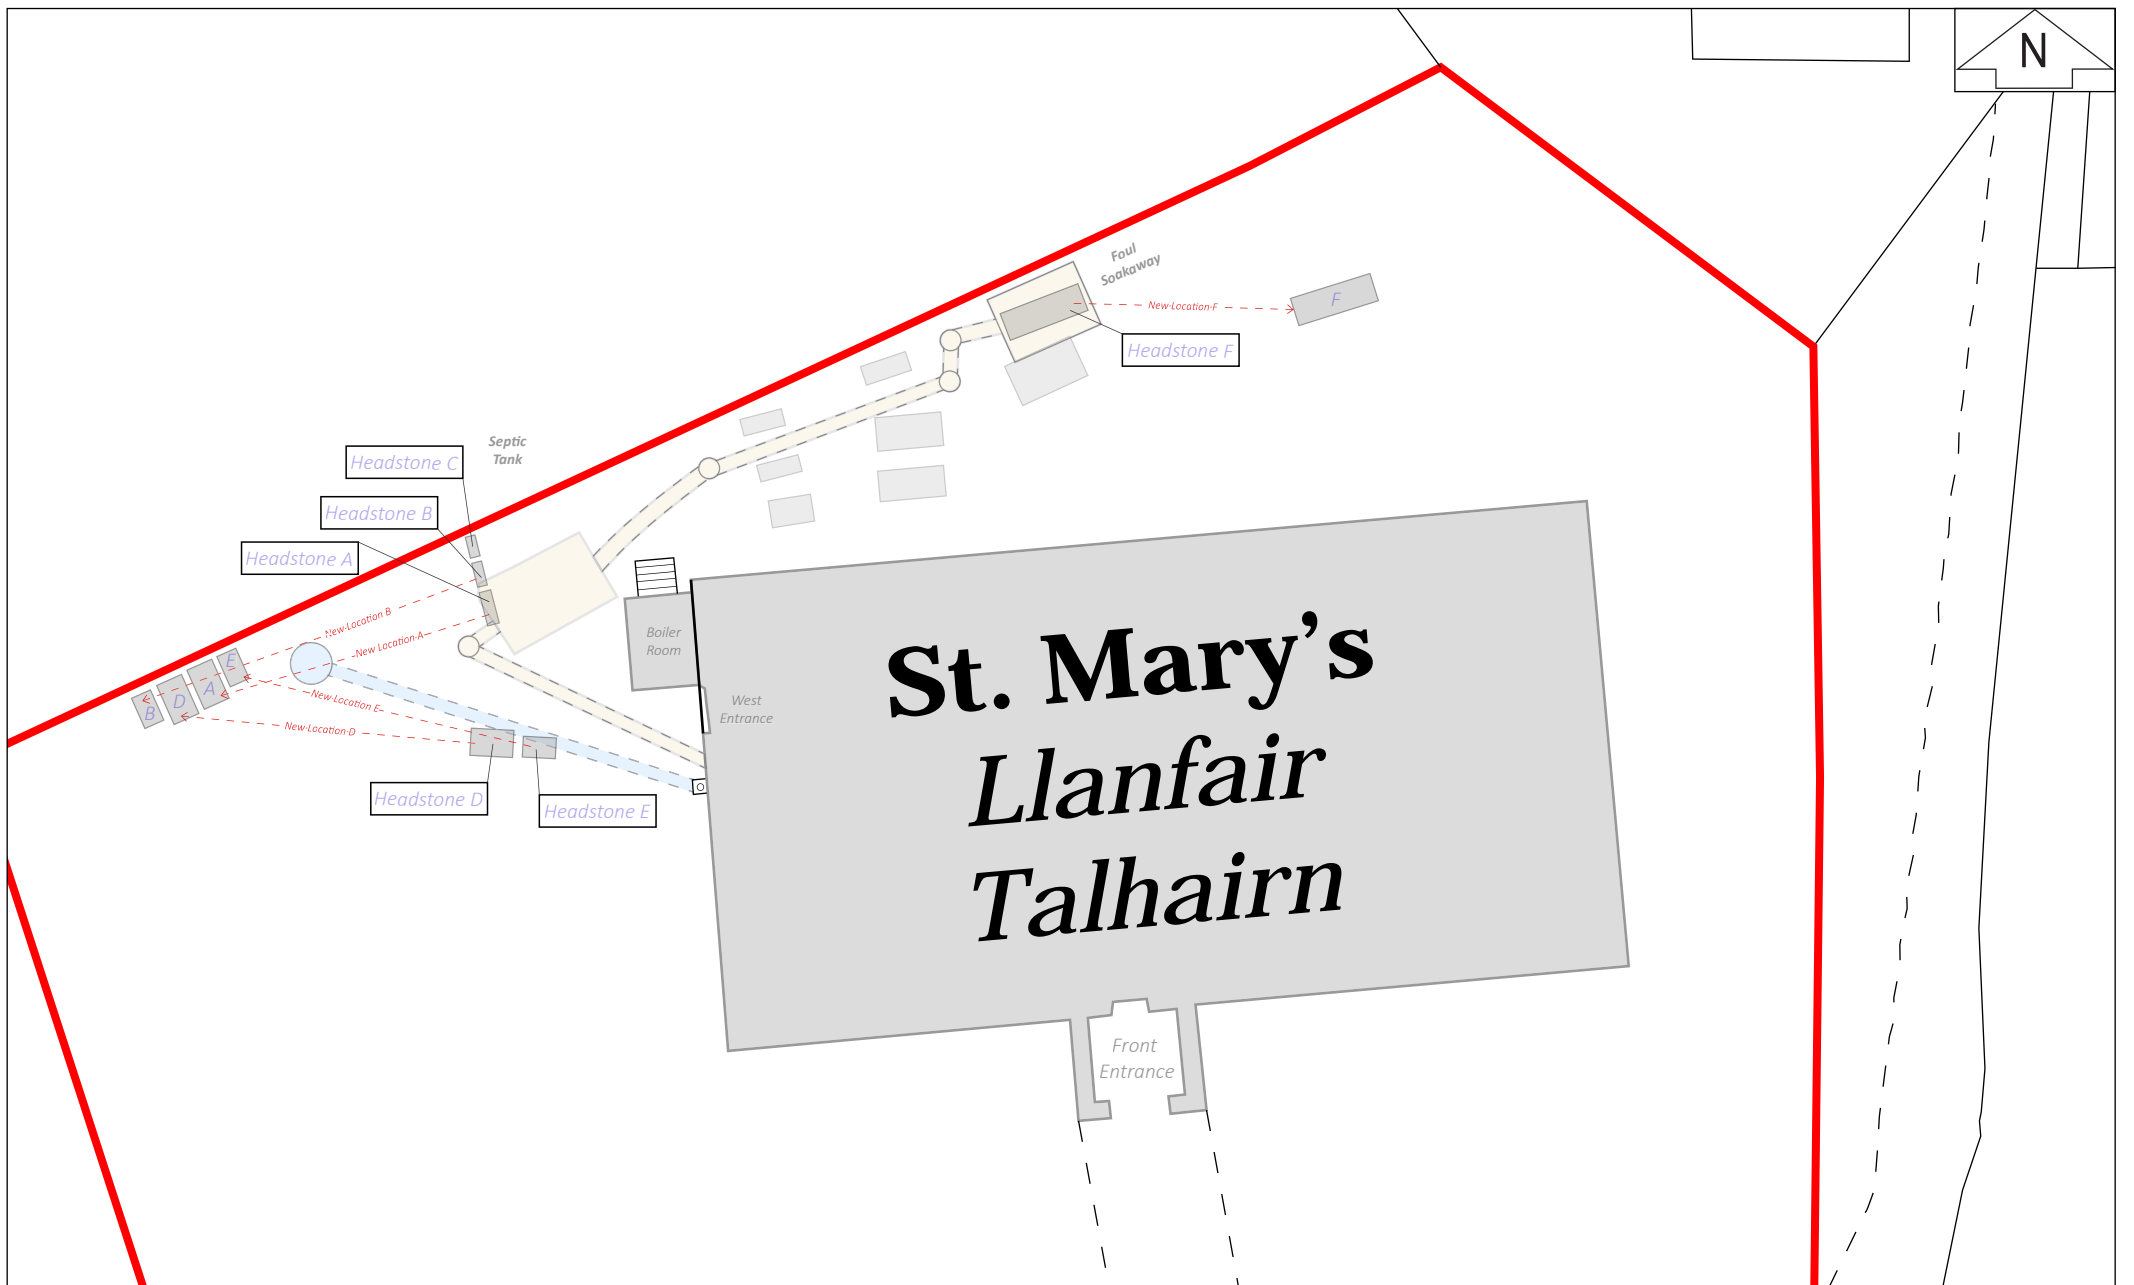 N
Foul
Soakaway
New Location F
F
Headstone F
Septic
Tank
Headstone C
Headstone B
Headstone A
New Location B
New Location A
Boiler
Room
E
A
D
B
New Location E
New Location D
West
Entrance
Headstone D
Headstone E
St. Mary’s
Llanfair
Talhairn
Front
Entrance